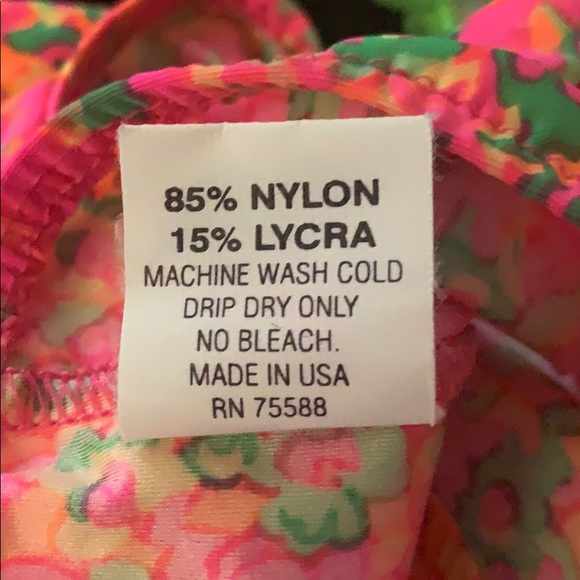 85% NYLON
15% LYCRA
MACHINE WASH COLD
DRIP DRY ONLY
NO BLEACH.
MADE IN USA
RN 75588